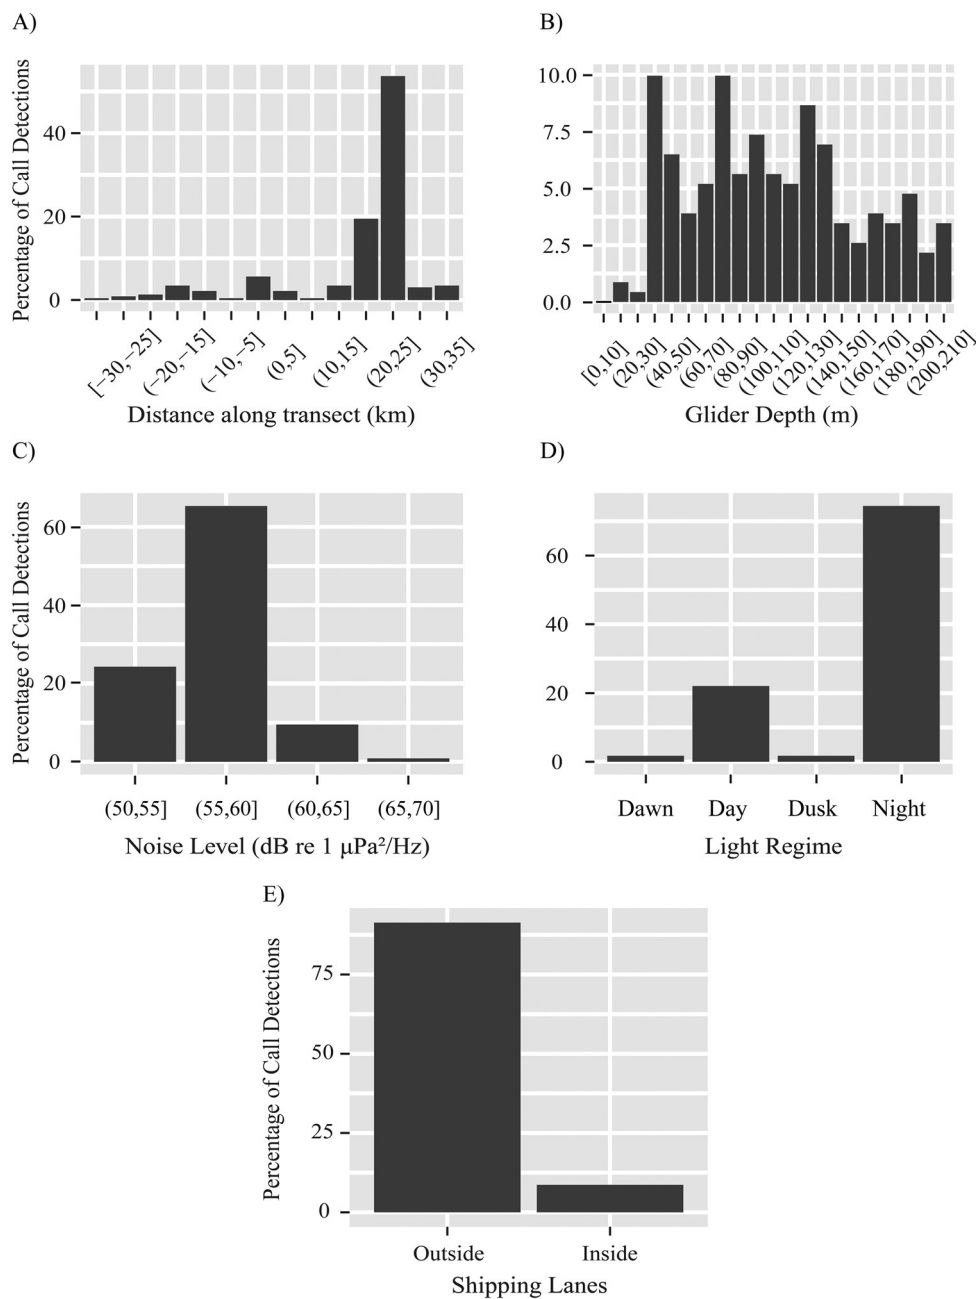 A)
Percentage of Call Detections
40
20
0
[−30,−25]
(−20,−15]
(−10,−5]
(0,5]
(10,15]
(20,25]
(30,35]
Distance along transect (km)
B)
10.0
7.5
5.0
2.5
0.0
[0,10]
(20,30]
(40,50]
(60,70]
(80,90]
(100,110]
(120,130]
(140,150]
(160,170]
(180,190]
(200,210]
Glider Depth (m)
C)
Percentage of Call Detections
60
40
20
0
(50,55]
(55,60]
(60,65]
(65,70]
Noise Level (dB re 1 μPa²/Hz)
D)
60
40
20
0
Dawn
Day
Dusk
Night
Light Regime
E)
Percentage of Call Detections
75
50
25
0
Outside
Inside
Shipping Lanes